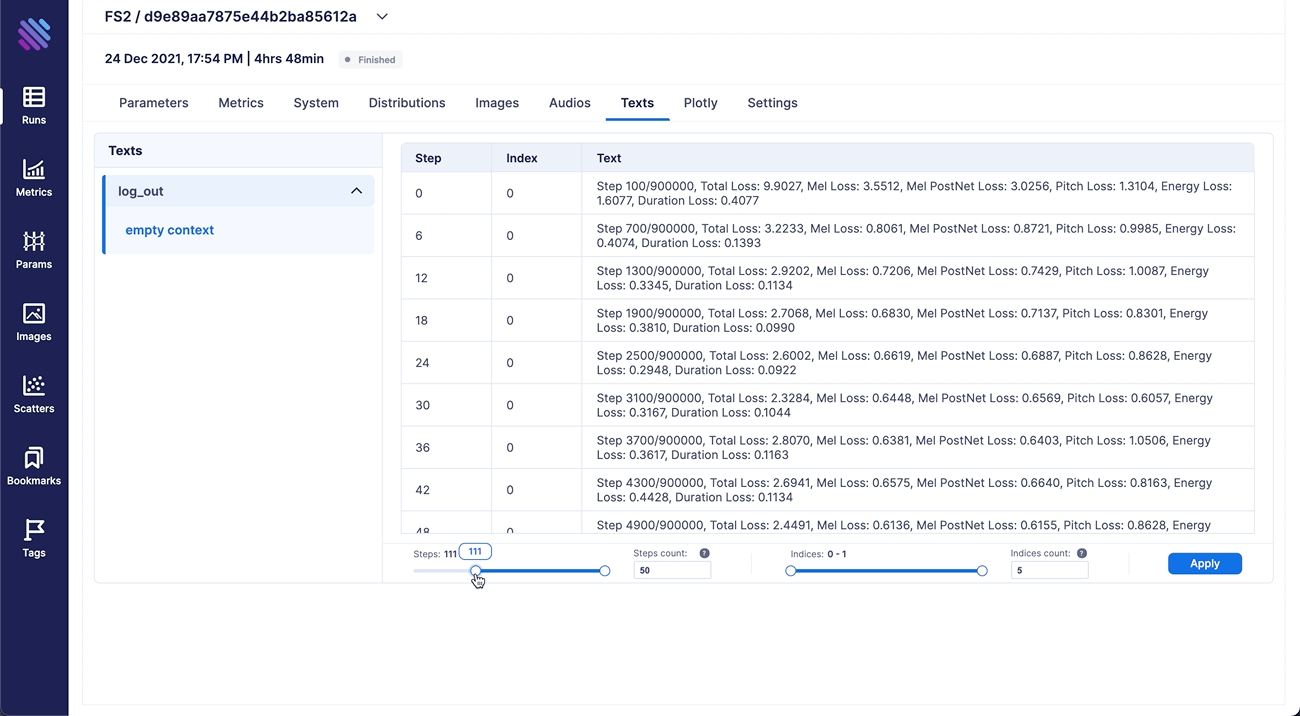 FS2 / d9e89aa7875e44b2ba85612a
24 Dec 2021, 17:54 PM | 4hrs 48min
Finished
Runs
Metrics
Params
Images
Scatters
Bookmarks
Tags
Parameters
Metrics
System
Distributions
Images
Audios
Texts
Plotly
Settings
Texts
log_out
empty context
Step Index Text
0 0 Step 100/900000, Total Loss: 9.9027, Mel Loss: 3.5512, Mel PostNet Loss: 3.0256, Pitch Loss: 1.3104, Energy Loss:
1.6077, Duration Loss: 0.4077
6 0 Step 700/900000, Total Loss: 3.2233, Mel Loss: 0.8061, Mel PostNet Loss: 0.8721, Pitch Loss: 0.9985, Energy Loss:
0.4074, Duration Loss: 0.1393
12 0 Step 1300/900000, Total Loss: 2.9202, Mel Loss: 0.7206, Mel PostNet Loss: 0.7429, Pitch Loss: 1.0087, Energy
Loss: 0.3345, Duration Loss: 0.1134
18 0 Step 1900/900000, Total Loss: 2.7068, Mel Loss: 0.6830, Mel PostNet Loss: 0.7137, Pitch Loss: 0.8301, Energy
Loss: 0.3810, Duration Loss: 0.0990
24 0 Step 2500/900000, Total Loss: 2.6002, Mel Loss: 0.6619, Mel PostNet Loss: 0.6887, Pitch Loss: 0.8628, Energy
Loss: 0.2948, Duration Loss: 0.0922
30 0 Step 3100/900000, Total Loss: 2.3284, Mel Loss: 0.6448, Mel PostNet Loss: 0.6569, Pitch Loss: 0.6057, Energy
Loss: 0.3167, Duration Loss: 0.1044
36 0 Step 3700/900000, Total Loss: 2.8070, Mel Loss: 0.6381, Mel PostNet Loss: 0.6403, Pitch Loss: 1.0506, Energy
Loss: 0.3617, Duration Loss: 0.1163
42 0 Step 4300/900000, Total Loss: 2.6941, Mel Loss: 0.6575, Mel PostNet Loss: 0.6640, Pitch Loss: 0.8163, Energy
Loss: 0.4428, Duration Loss: 0.1134
48 0 Step 4900/900000, Total Loss: 2.4491, Mel Loss: 0.6136, Mel PostNet Loss: 0.6155, Pitch Loss: 0.8628, Energy
Steps: 111
111
Steps count: ?
50
Indices: 0 - 1
Indices count: ?
5
Apply